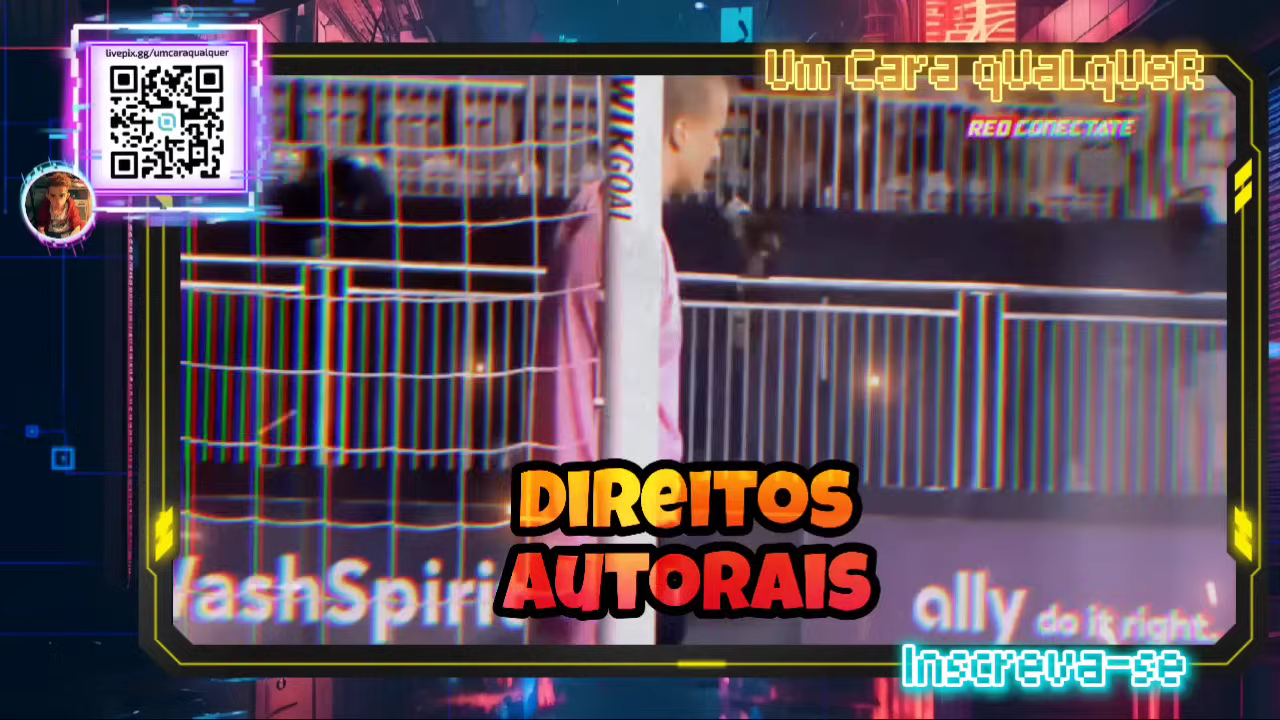 livepix.gg/umcaraqualquer
Um Cara qUaLqUeR
RED CONECTATE
WIKGOAL
ashSpiri
DIReITOS
AUTORAIS
ally do it right.
Inscreva-se